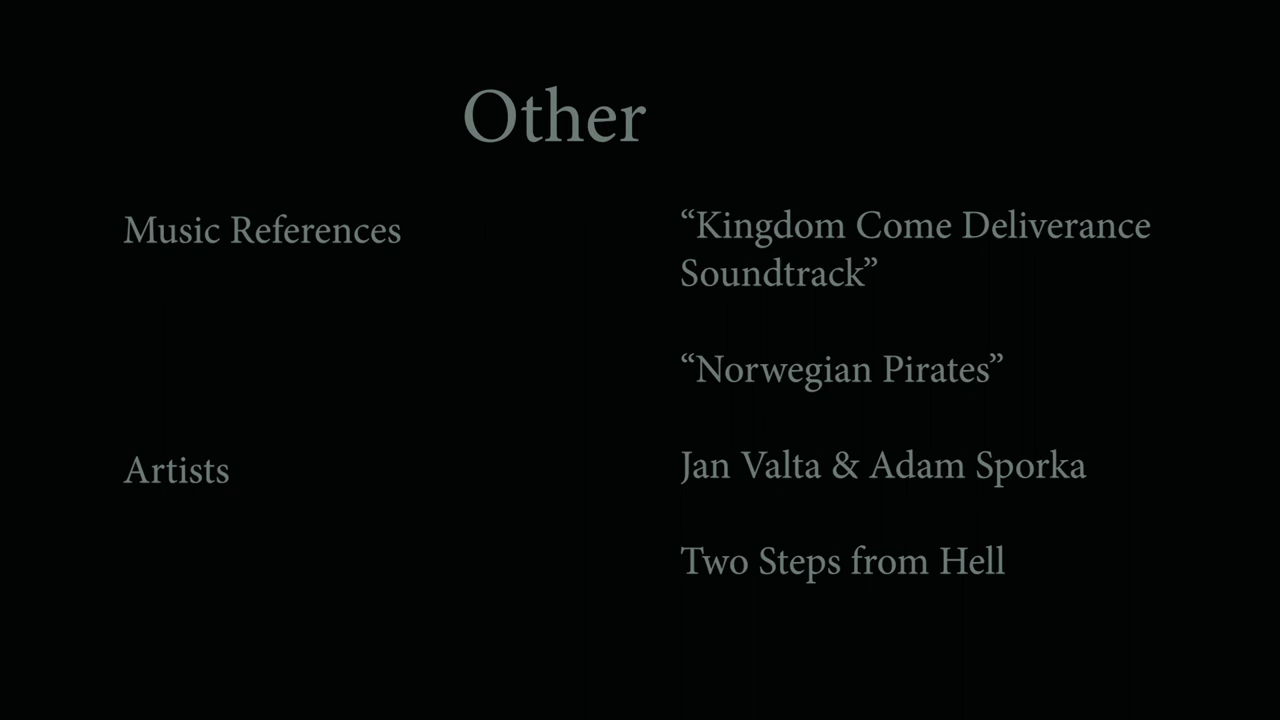 Other
Music References
“Kingdom Come Deliverance
Soundtrack”
“Norwegian Pirates”
Artists
Jan Valta & Adam Sporka
Two Steps from Hell